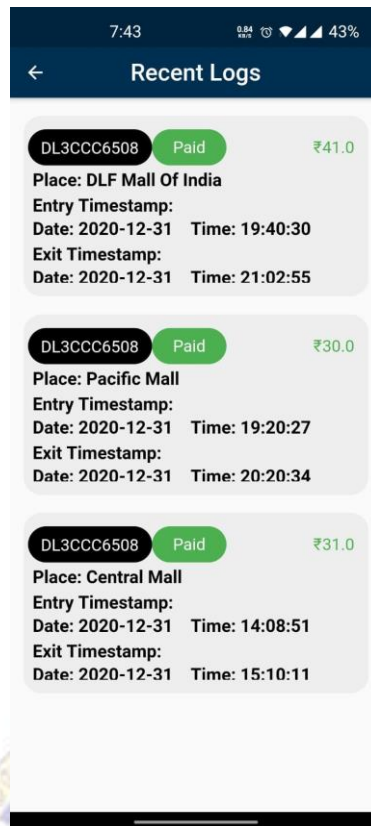 7:43 0.84 KB/S 43%
Recent Logs
DL3CCC6508 Paid ₹41.0
Place: DLF Mall Of India
Entry Timestamp:
Date: 2020-12-31 Time: 19:40:30
Exit Timestamp:
Date: 2020-12-31 Time: 21:02:55
DL3CCC6508 Paid ₹30.0
Place: Pacific Mall
Entry Timestamp:
Date: 2020-12-31 Time: 19:20:27
Exit Timestamp:
Date: 2020-12-31 Time: 20:20:34
DL3CCC6508 Paid ₹31.0
Place: Central Mall
Entry Timestamp:
Date: 2020-12-31 Time: 14:08:51
Exit Timestamp:
Date: 2020-12-31 Time: 15:10:11